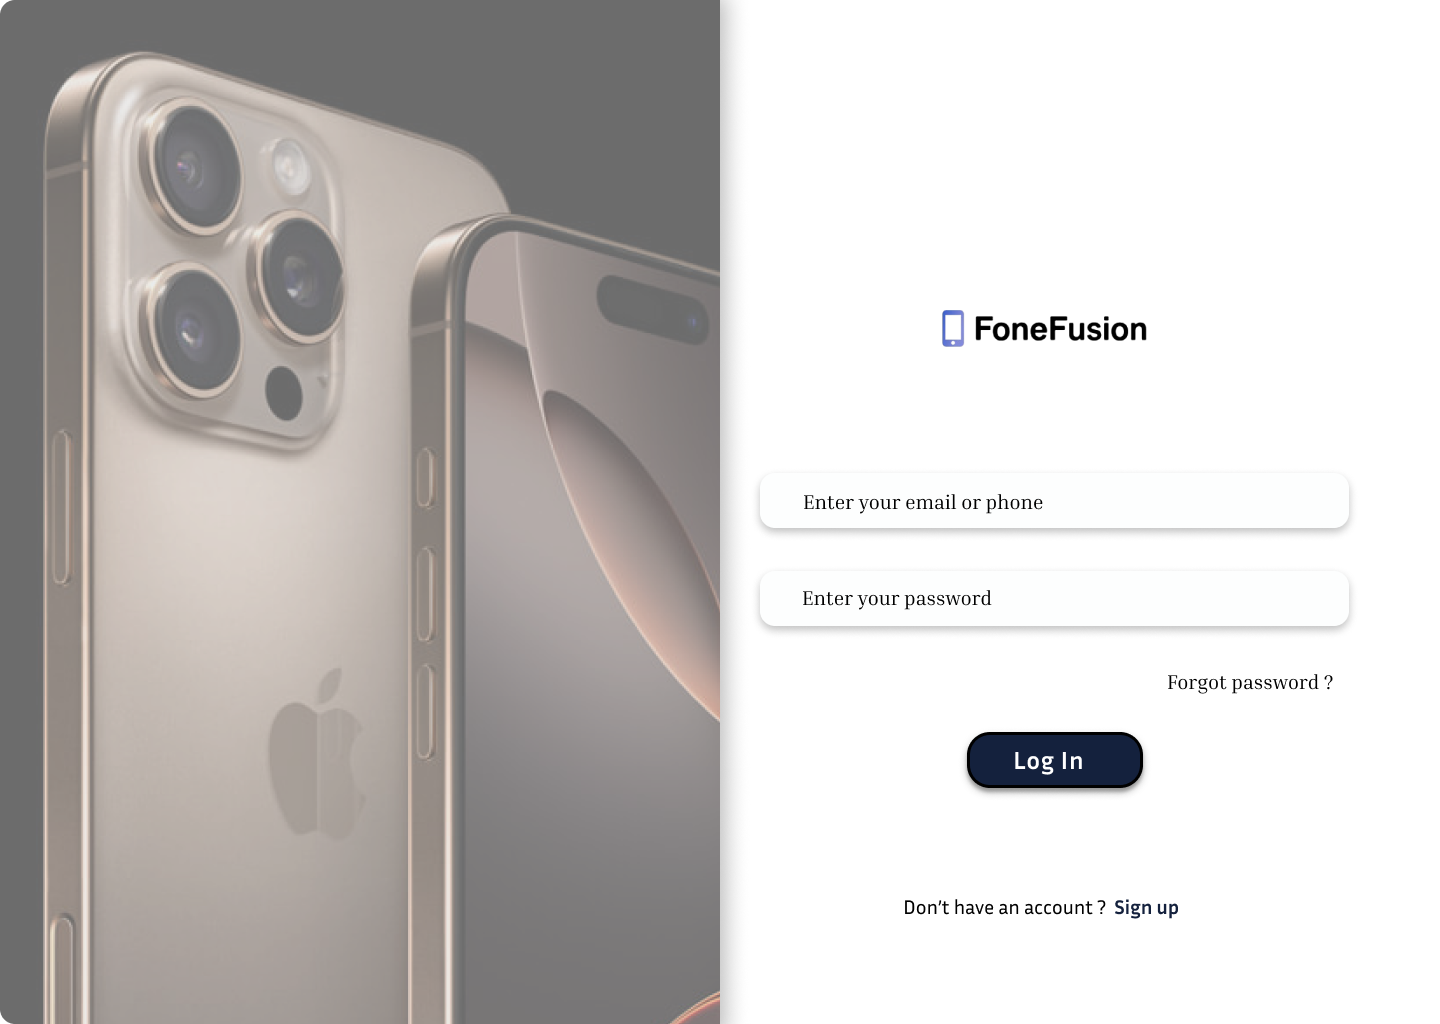 FoneFusion
Enter your email or phone
Enter your password
Forgot password ?
Log In
Don’t have an account ? Sign up